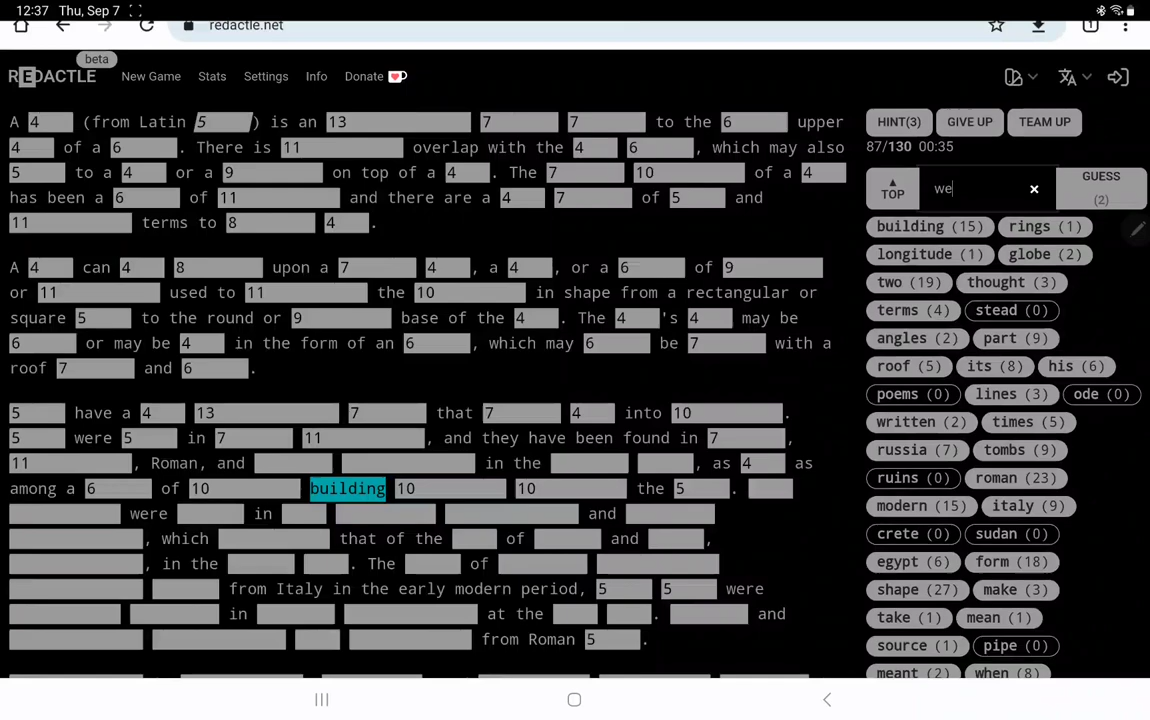 12:37 Thu, Sep 7
redactle.net
1
beta
REDACTLE New Game Stats Settings Info Donate
A 4 (from Latin 5 ) is an 13 7 7 to the 6 upper
4 of a 6 . There is 11 overlap with the 4 6 , which may also
5 to a 4 or a 9 on top of a 4 . The 7 10 of a 4
has been a 6 of 11 and there are a 4 7 of 5 and
11 terms to 8 4 .
A 4 can 4 8 upon a 7 4 , a 4 , or a 6 of 9
or 11 used to 11 the 10 in shape from a rectangular or
square 5 to the round or 9 base of the 4 . The 4 's 4 may be
6 or may be 4 in the form of an 6 , which may 6 be 7 with a
roof 7 and 6 .
5 have a 4 13 7 that 7 4 into 10 .
5 were 5 in 7 11 , and they have been found in 7 ,
11 , Roman, and in the , as 4 as
among a 6 of 10 building 10 10 the 5 .
were in and
, which that of the of and ,
, in the . The of
from Italy in the early modern period, 5 5 were
in at the . and
from Roman 5 .
HINT(3) GIVE UP TEAM UP
87/130 00:35
▲
TOP
we
×
GUESS
(2)
building (15) rings (1)
longitude (1) globe (2)
two (19) thought (3)
terms (4) stead (0)
angles (2) part (9)
roof (5) its (8) his (6)
poems (0) lines (3) ode (0)
written (2) times (5)
russia (7) tombs (9)
ruins (0) roman (23)
modern (15) italy (9)
crete (0) sudan (0)
egypt (6) form (18)
shape (27) make (3)
take (1) mean (1)
source (1) pipe (0)
meant (2) when (8)